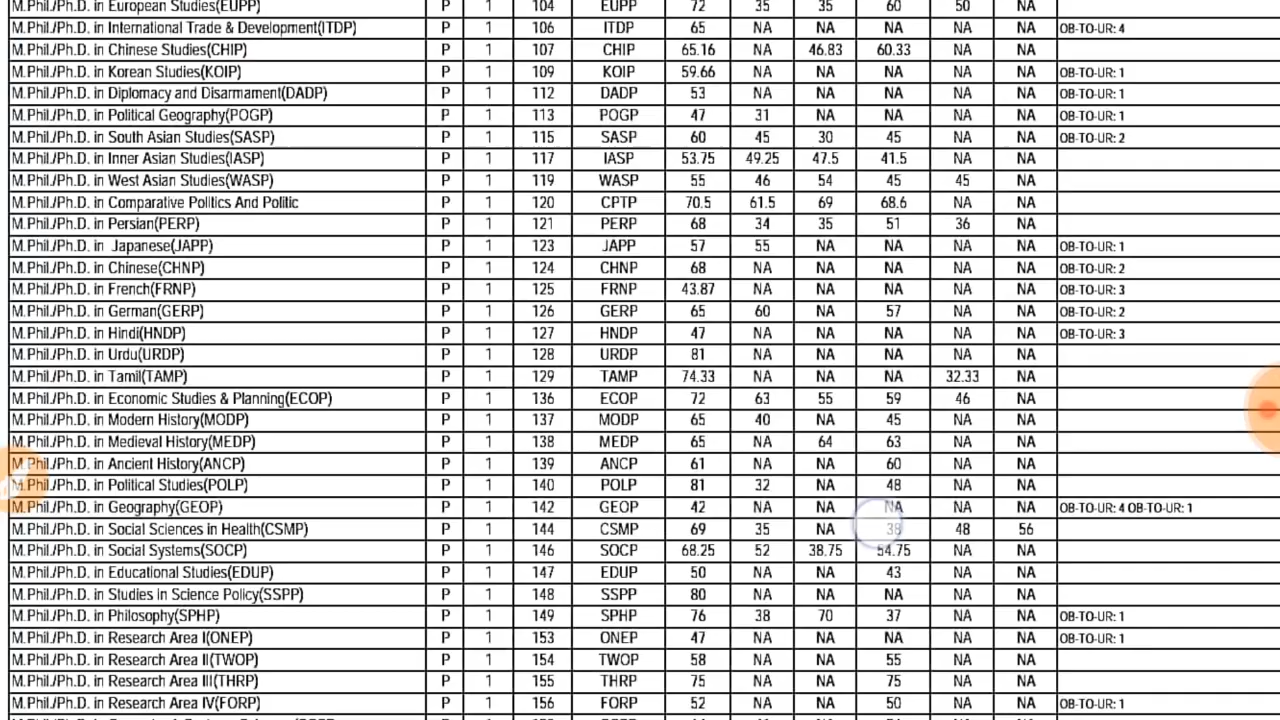 M.Phil./Ph.D. in European Studies(EUPP) P 1 104 EUPP 72 35 35 60 50 NA
M.Phil./Ph.D. in International Trade & Development(ITDP) P 1 106 ITDP 65 NA NA NA NA NA OB-TO-UR: 4
M.Phil./Ph.D. in Chinese Studies(CHIP) P 1 107 CHIP 65.16 NA 46.83 60.33 NA NA
M.Phil./Ph.D. in Korean Studies(KOIP) P 1 109 KOIP 59.66 NA NA NA NA NA OB-TO-UR: 1
M.Phil./Ph.D. in Diplomacy and Disarmament(DADP) P 1 112 DADP 53 NA NA NA NA NA OB-TO-UR: 1
M.Phil./Ph.D. in Political Geography(POGP) P 1 113 POGP 47 31 NA NA NA NA OB-TO-UR: 1
M.Phil./Ph.D. in South Asian Studies(SASP) P 1 115 SASP 60 45 30 45 NA NA OB-TO-UR: 2
M.Phil./Ph.D. in Inner Asian Studies(IASP) P 1 117 IASP 53.75 49.25 47.5 41.5 NA NA
M.Phil./Ph.D. in West Asian Studies(WASP) P 1 119 WASP 55 46 54 45 45 NA
M.Phil./Ph.D. in Comparative Politics And Politic P 1 120 CPTP 70.5 61.5 69 68.6 NA NA
M.Phil./Ph.D. in Persian(PERP) P 1 121 PERP 68 34 35 51 36 NA
M.Phil./Ph.D. in Japanese(JAPP) P 1 123 JAPP 57 55 NA NA NA NA OB-TO-UR: 1
M.Phil./Ph.D. in Chinese(CHNP) P 1 124 CHNP 68 NA NA NA NA NA OB-TO-UR: 2
M.Phil./Ph.D. in French(FRNP) P 1 125 FRNP 43.87 NA NA NA NA NA OB-TO-UR: 3
M.Phil./Ph.D. in German(GERP) P 1 126 GERP 65 60 NA 57 NA NA OB-TO-UR: 2
M.Phil./Ph.D. in Hindi(HNDP) P 1 127 HNDP 47 NA NA NA NA NA OB-TO-UR: 3
M.Phil./Ph.D. in Urdu(URDP) P 1 128 URDP 81 NA NA NA NA NA
M.Phil./Ph.D. in Tamil(TAMP) P 1 129 TAMP 74.33 NA NA NA 32.33 NA
M.Phil./Ph.D. in Economic Studies & Planning(ECOP) P 1 136 ECOP 72 63 55 59 46 NA
M.Phil./Ph.D. in Modern History(MODP) P 1 137 MODP 65 40 NA 45 NA NA
M.Phil./Ph.D. in Medieval History(MEDP) P 1 138 MEDP 65 NA 64 63 NA NA
M.Phil./Ph.D. in Ancient History(ANCP) P 1 139 ANCP 61 NA NA 60 NA NA
M.Phil./Ph.D. in Political Studies(POLP) P 1 140 POLP 81 32 NA 48 NA NA
M.Phil./Ph.D. in Geography(GEOP) P 1 142 GEOP 42 NA NA NA NA NA OB-TO-UR: 4 OB-TO-UR: 1
M.Phil./Ph.D. in Social Sciences in Health(CSMP) P 1 144 CSMP 69 35 NA 38 48 56
M.Phil./Ph.D. in Social Systems(SOCP) P 1 146 SOCP 68.25 52 38.75 54.75 NA NA
M.Phil./Ph.D. in Educational Studies(EDUP) P 1 147 EDUP 50 NA NA 43 NA NA
M.Phil./Ph.D. in Studies in Science Policy(SSPP) P 1 148 SSPP 80 NA NA NA NA NA
M.Phil./Ph.D. in Philosophy(SPHP) P 1 149 SPHP 76 38 70 37 NA NA OB-TO-UR: 1
M.Phil./Ph.D. in Research Area I(ONEP) P 1 153 ONEP 47 NA NA NA NA NA OB-TO-UR: 1
M.Phil./Ph.D. in Research Area II(TWOP) P 1 154 TWOP 58 NA NA 55 NA NA
M.Phil./Ph.D. in Research Area III(THRP) P 1 155 THRP 75 NA NA 75 NA NA
M.Phil./Ph.D. in Research Area IV(FORP) P 1 156 FORP 52 NA NA 50 NA NA OB-TO-UR: 1